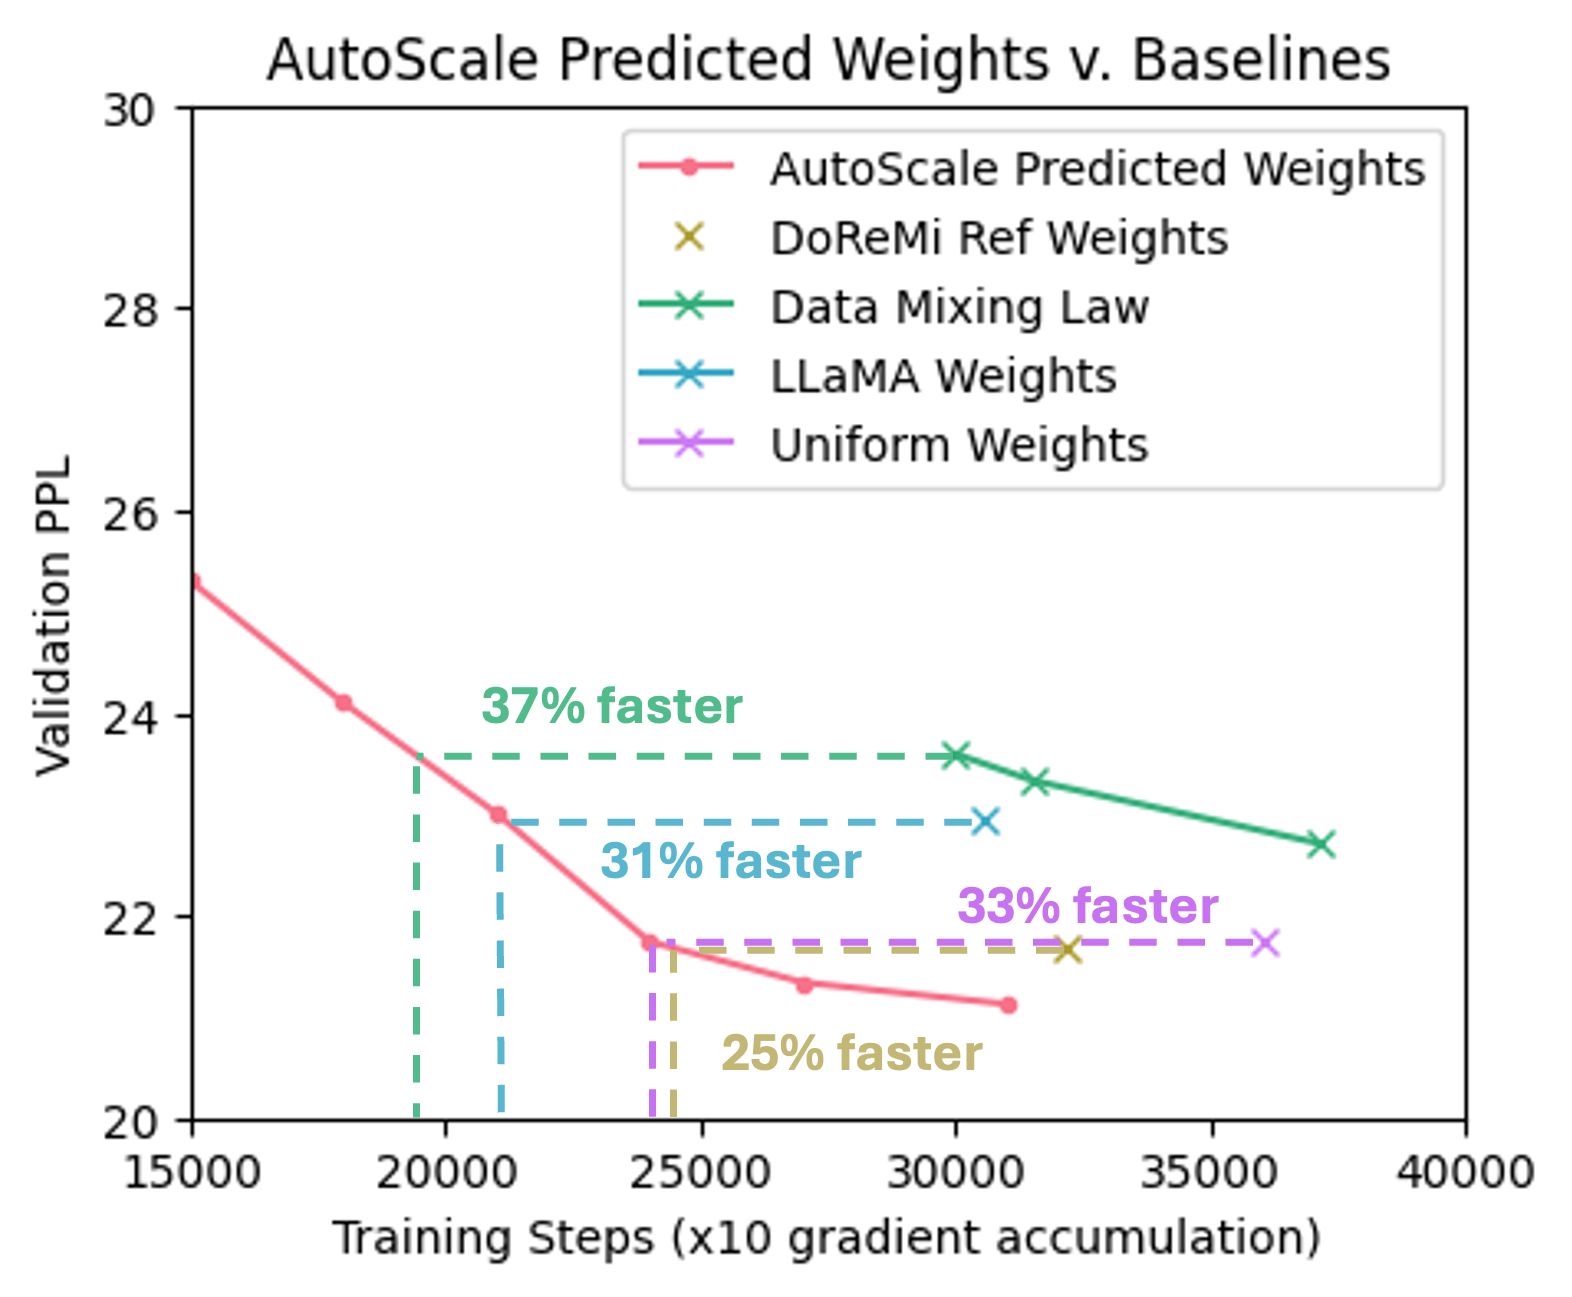 AutoScale Predicted Weights v. Baselines
30
28
26
24
22
20
Validation PPL
AutoScale Predicted Weights
DoReMi Ref Weights
Data Mixing Law
LLaMA Weights
Uniform Weights
37% faster
31% faster
33% faster
25% faster
15000 20000 25000 30000 35000 40000
Training Steps (x10 gradient accumulation)